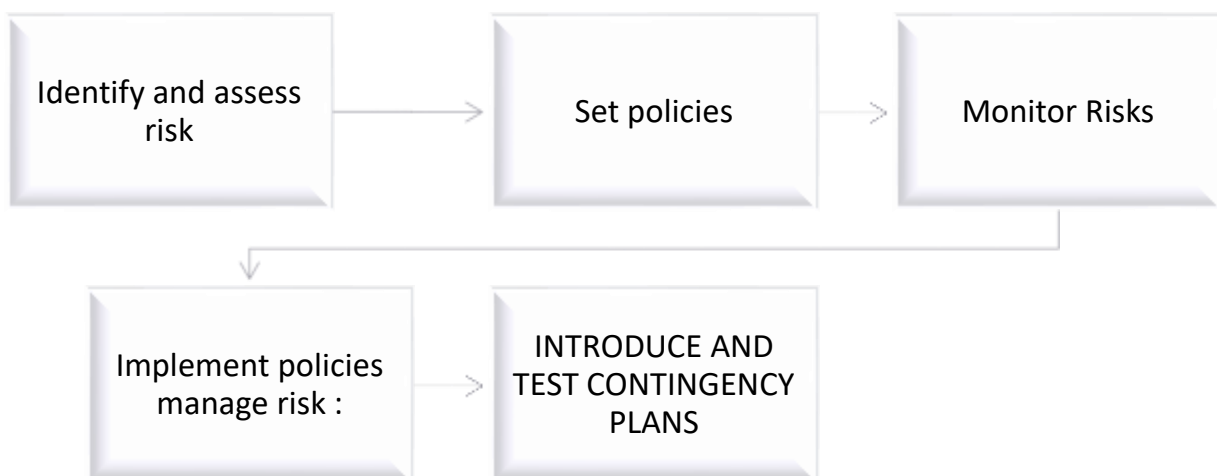 Identify and assess
risk
Set policies
Monitor Risks
Implement policies
manage risk :
INTRODUCE AND
TEST CONTINGENCY
PLANS